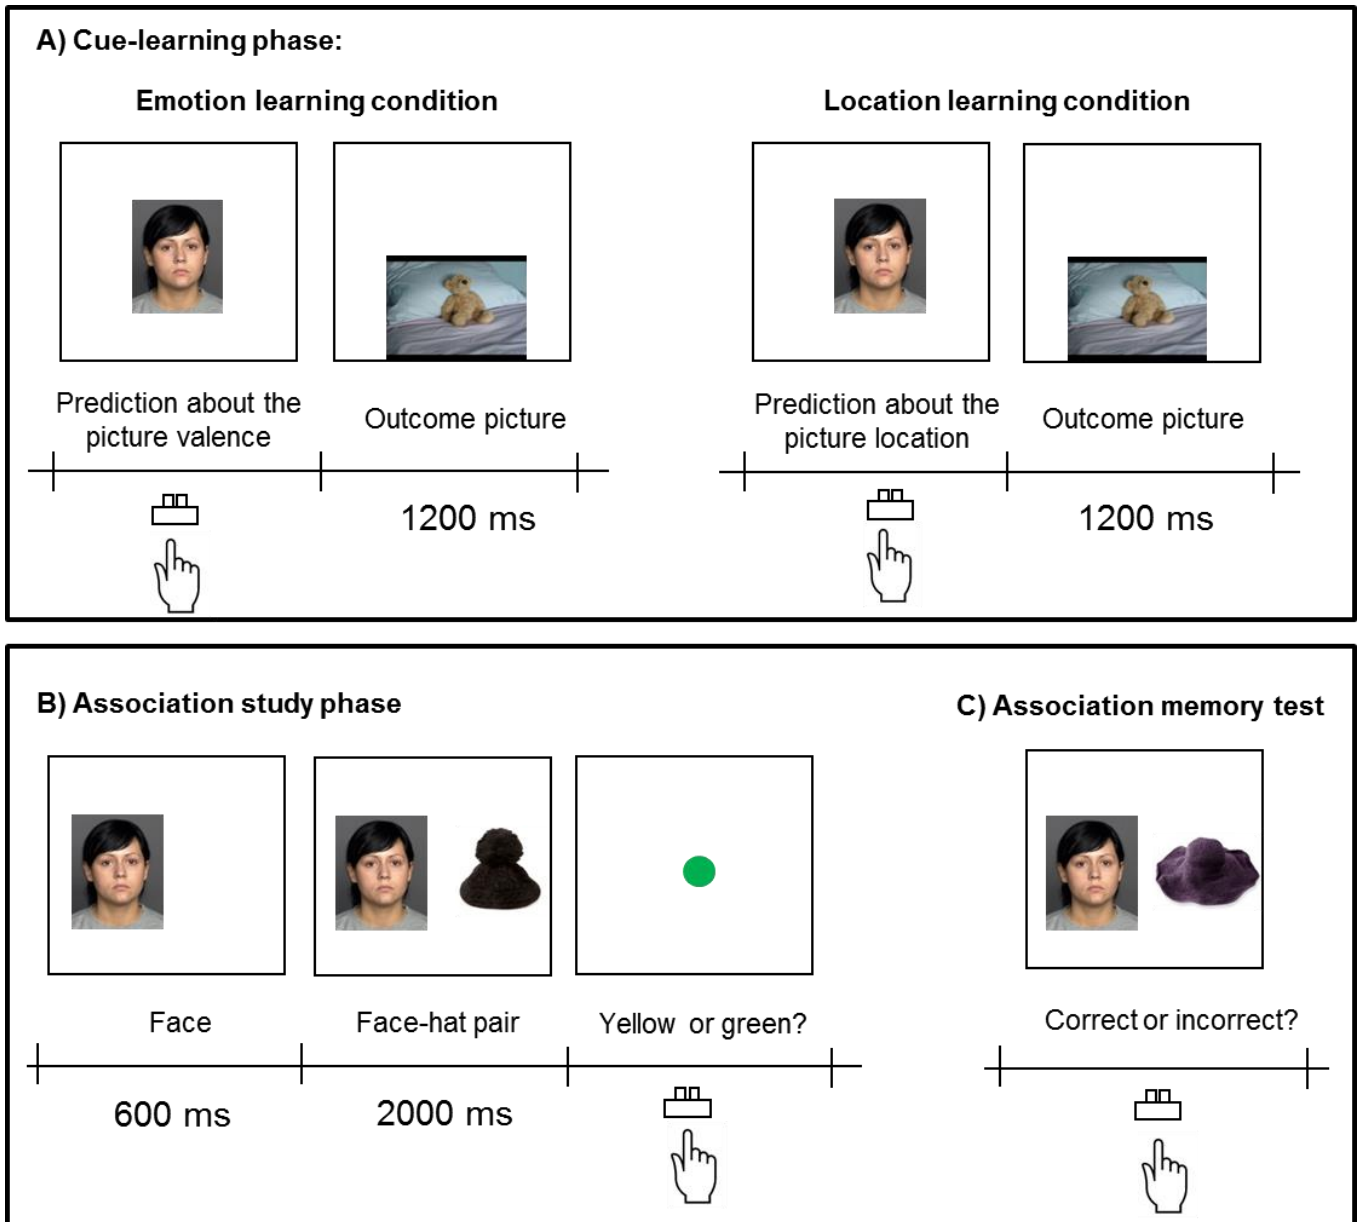 A) Cue-learning phase:
Emotion learning condition
Location learning condition
Prediction about the
picture valence
Outcome picture
Prediction about the
picture location
Outcome picture
1200 ms
1200 ms
B) Association study phase
C) Association memory test
Face
Face-hat pair
Yellow or green?
Correct or incorrect?
600 ms
2000 ms